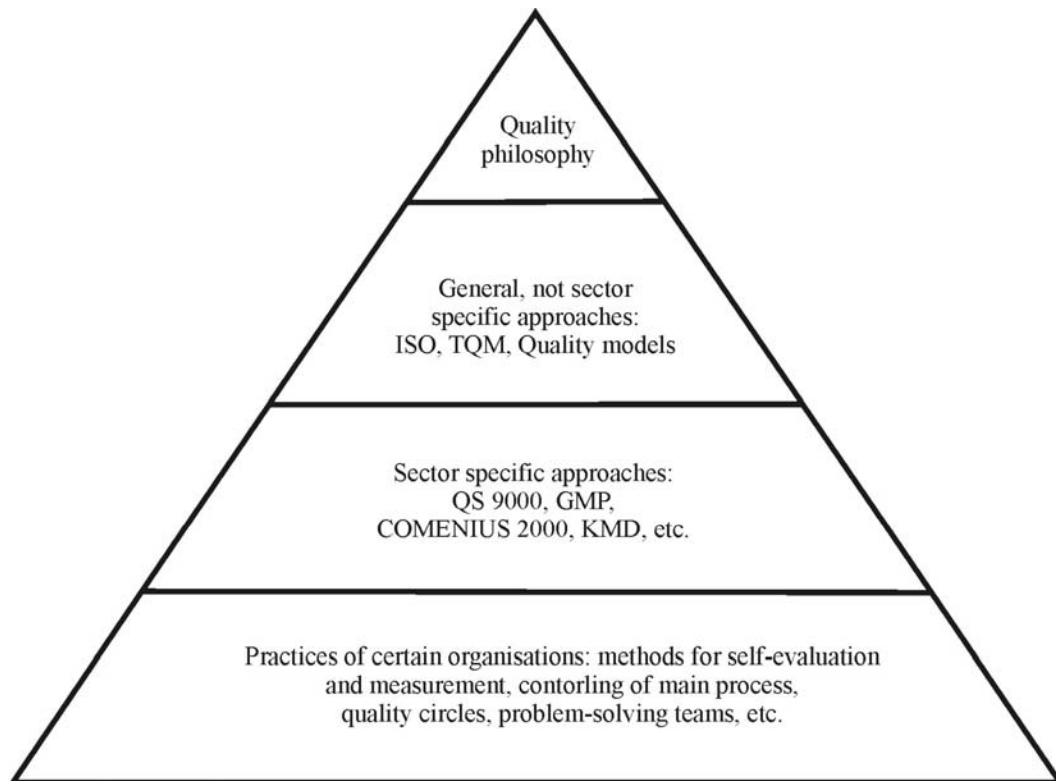 Quality
philosophy
General, not sector
specific approaches:
ISO, TQM, Quality models
Sector specific approaches:
QS 9000, GMP,
COMENIUS 2000, KMD, etc.
Practices of certain organisations: methods for self-evaluation
and measurement, contorling of main process,
quality circles, problem-solving teams, etc.